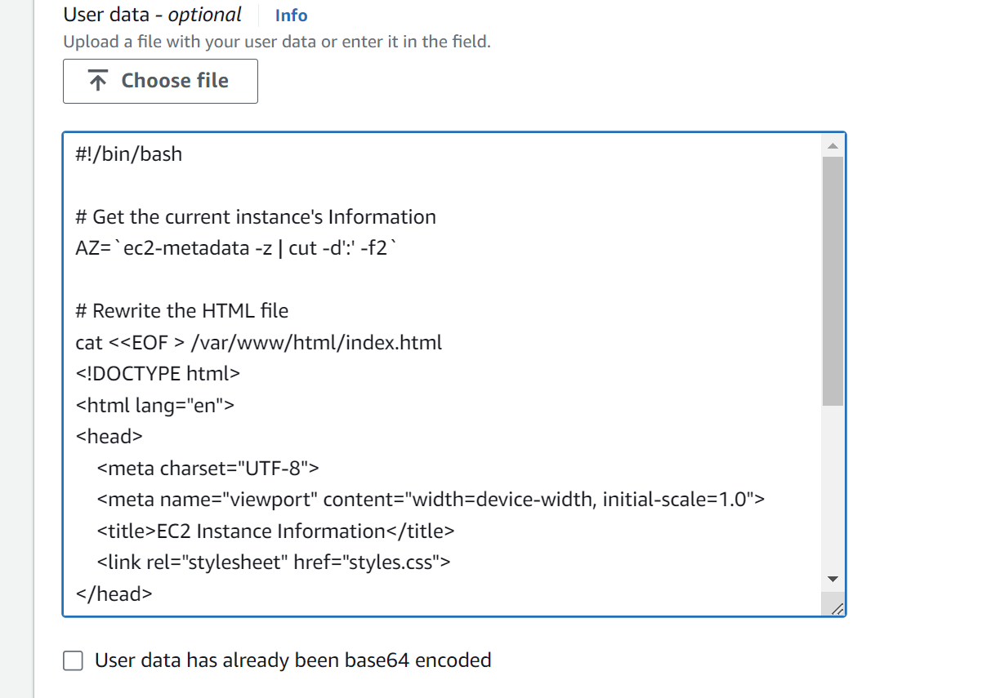 User data - optional Info
Upload a file with your user data or enter it in the field.
Choose file
#!/bin/bash
# Get the current instance's Information
AZ=`ec2-metadata -z | cut -d':' -f2`
# Rewrite the HTML file
cat <<EOF > /var/www/html/index.html
<!DOCTYPE html>
<html lang="en">
<head>
    <meta charset="UTF-8">
    <meta name="viewport" content="width=device-width, initial-scale=1.0">
    <title>EC2 Instance Information</title>
    <link rel="stylesheet" href="styles.css">
</head>
User data has already been base64 encoded